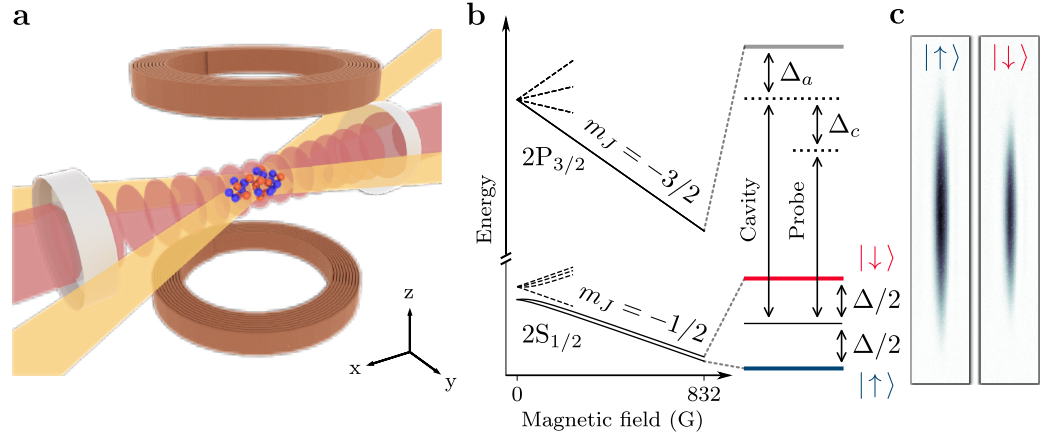 a
z
x
y
b
Energy
2P3/2
mJ = −3/2
2S1/2
mJ = −1/2
0
832
Magnetic field (G)
Cavity
Probe
Δa
Δc
|↓⟩
Δ/2
Δ/2
|↑⟩
c
|↑⟩
|↓⟩